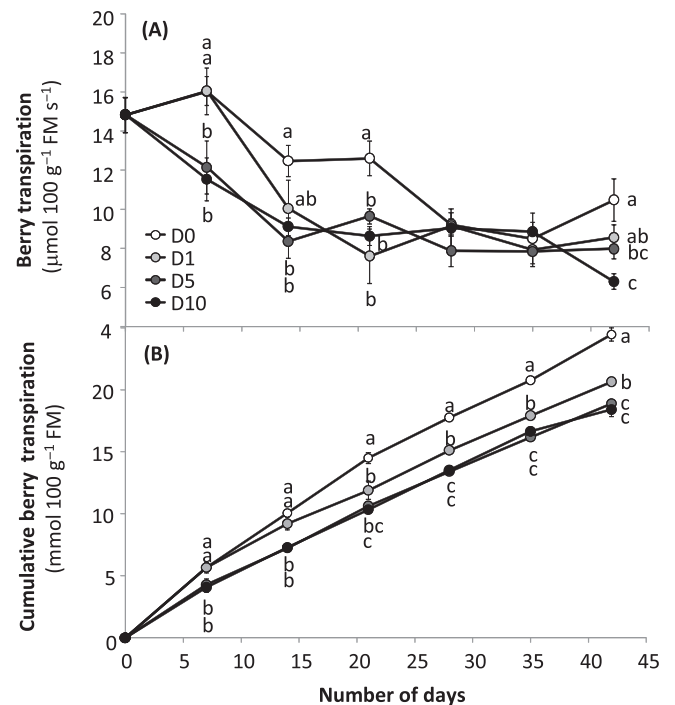 20
(A)
18
a
a
16
14
b
a
a
12
b
10
ab
b
a
8
D0
b
ab
D1
bc
6
D5
b
b
b
c
D10
4
Berry transpiration
(µmol 100 g⁻¹ FM s⁻¹)
(B)
a
20
a
b
a
b
c
c
15
a
b
b
c
c
10
a
a
c
c
a
a
bc
c
5
b
b
b
b
0
Cumulative berry transpiration
(mmol 100 g⁻¹ FM)
0 5 10 15 20 25 30 35 40 45
Number of days